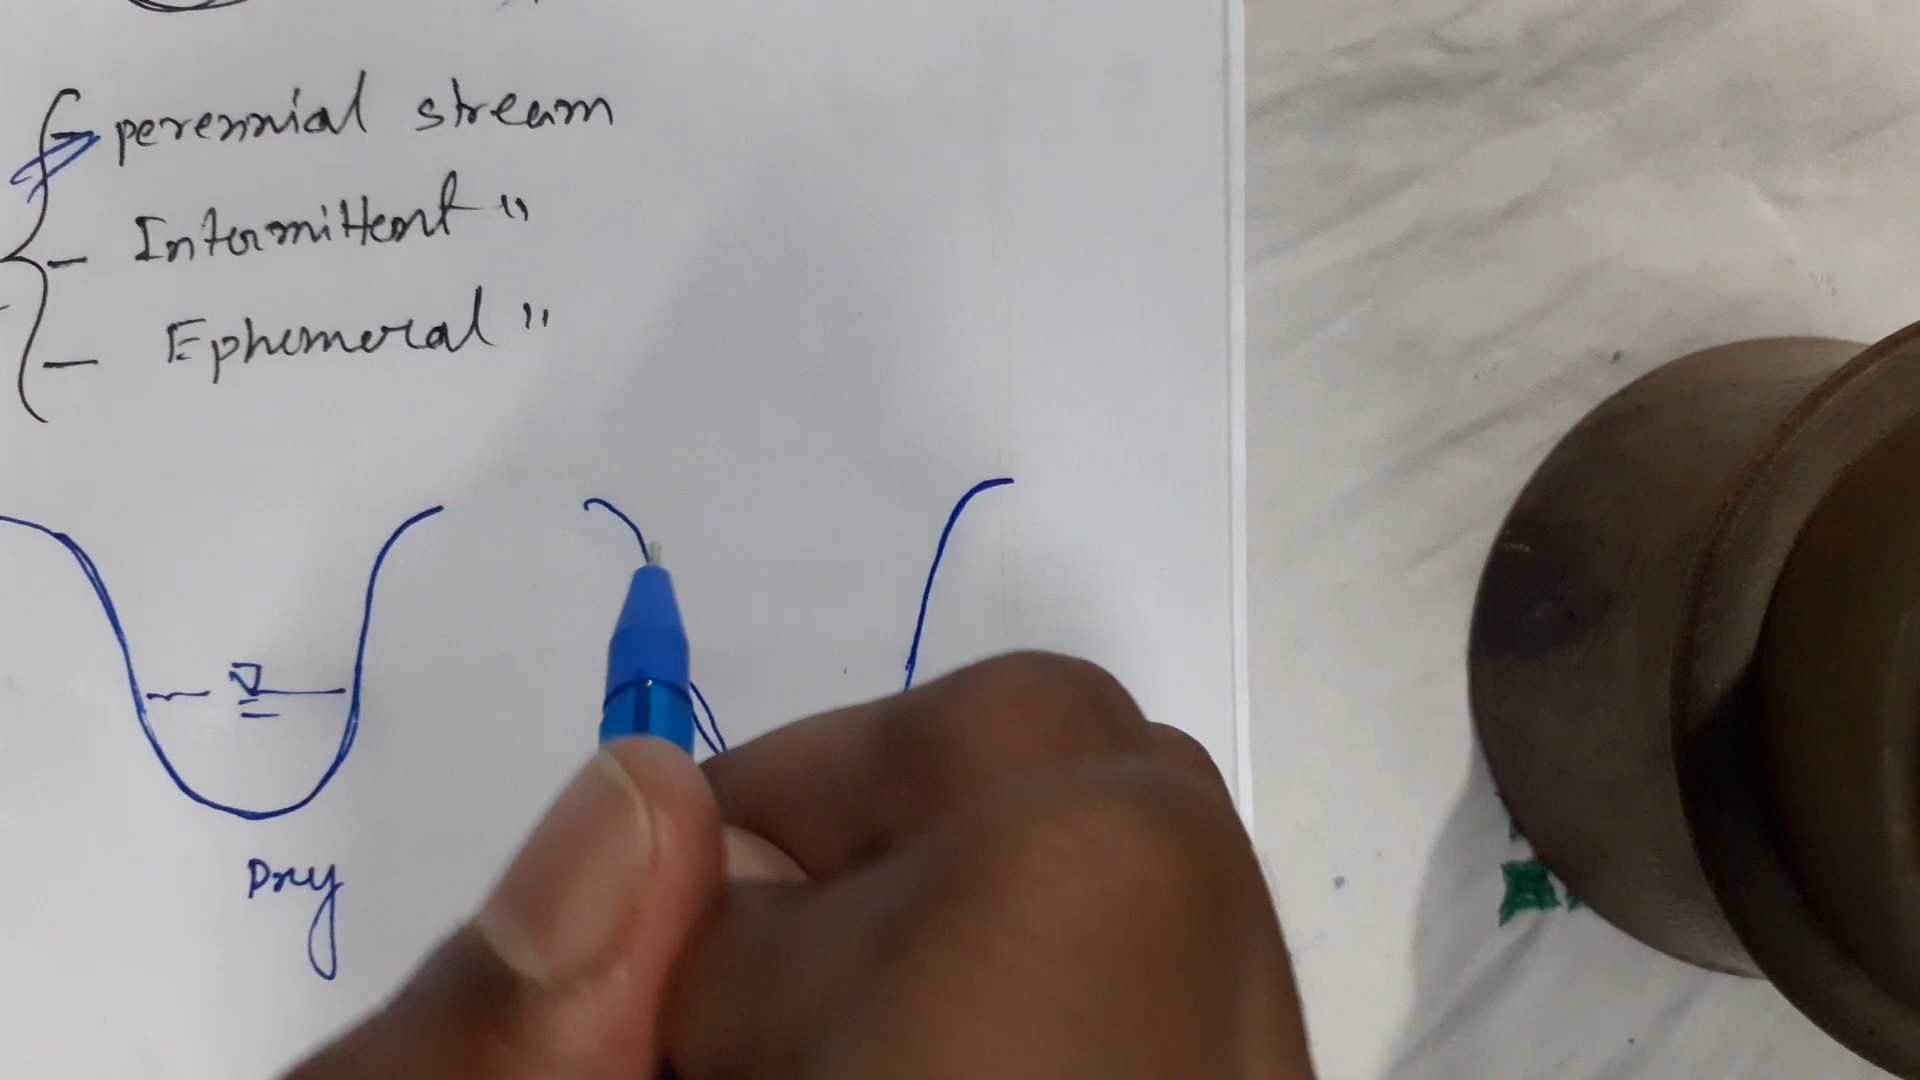 perennial stream
- Intermittent "
- Ephemeral "
Dry